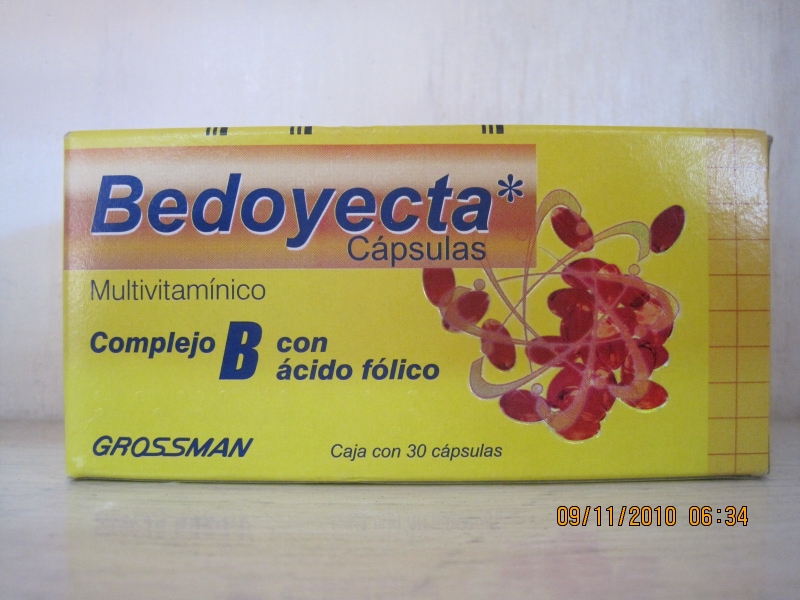 Bedoyecta*
Cápsulas
Multivitamínico
Complejo B con
ácido fólico
GROSSMAN
Caja con 30 cápsulas
09/11/2010 06:34